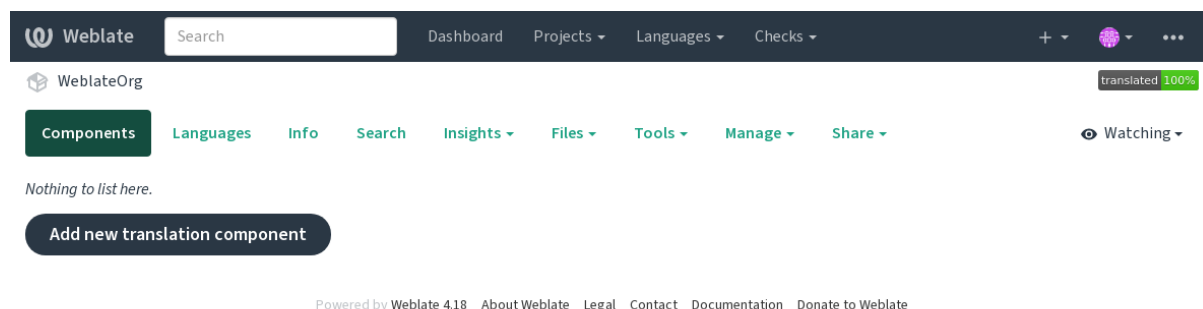 Weblate Search Dashboard Projects Languages Checks
WeblateOrg translated 100%
Components Languages Info Search Insights Files Tools Manage Share Watching
Nothing to list here.
Add new translation component
Powered by Weblate 4.18 About Weblate Legal Contact Documentation Donate to Weblate